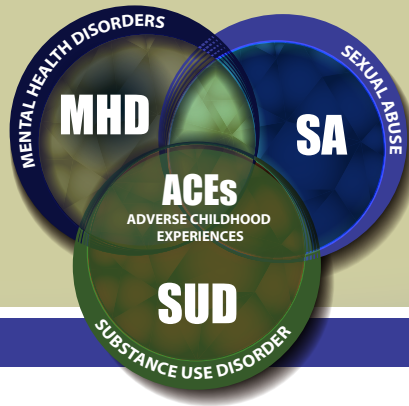 MENTAL HEALTH DISORDERS
SEXUAL ABUSE
MHD
SA
ACEs
ADVERSE CHILDHOOD
EXPERIENCES
SUD
SUBSTANCE USE DISORDER